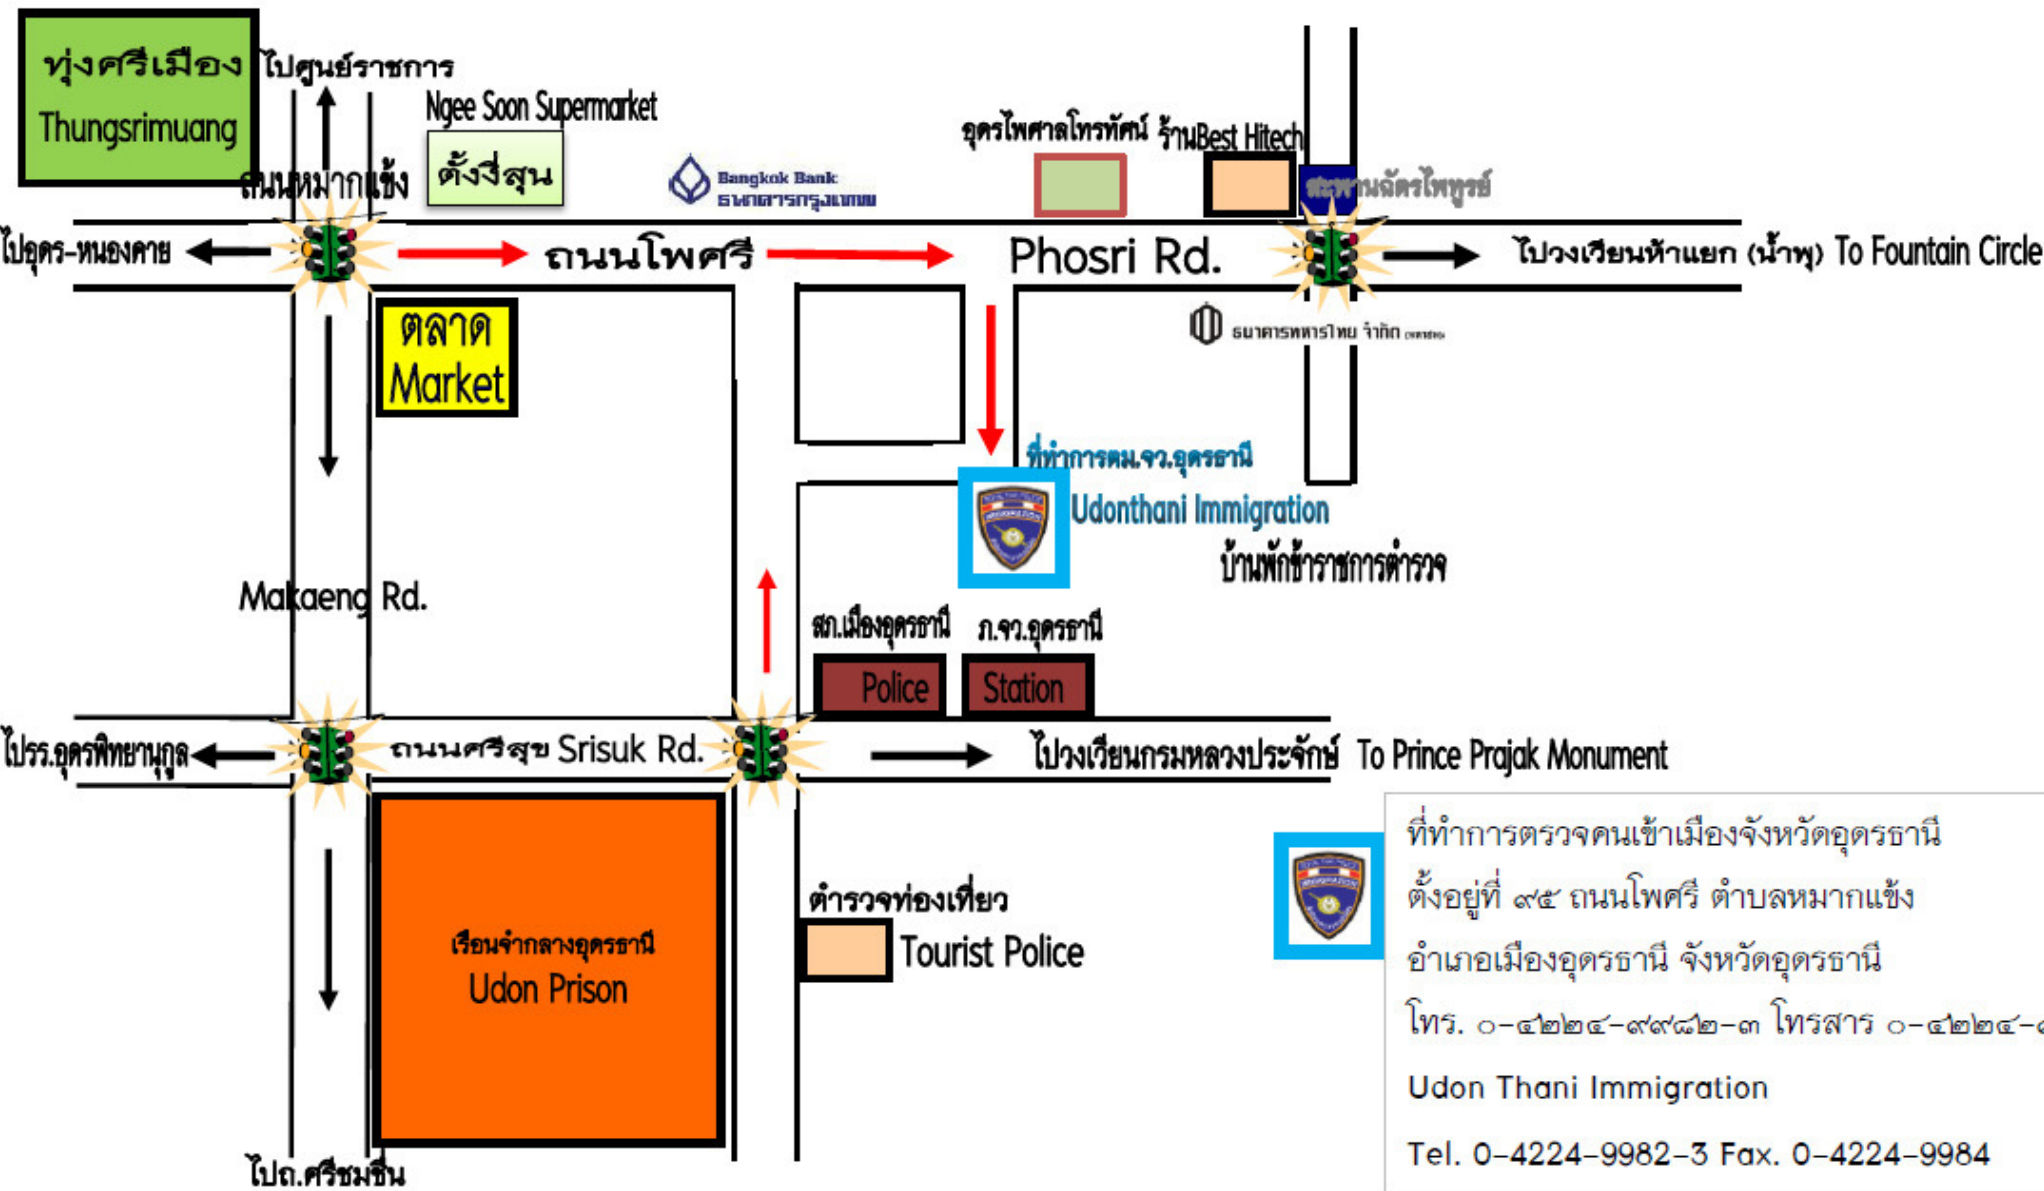 ทุ่งศรีเมือง
Thungsrimuang
ไปศูนย์ราชการ
Ngee Soon Supermarket
ตั้งงี่สุน
ถนนหมากแข้ง
Bangkok Bank
ธนาคารกรุงเทพ
อุดรไพศาลโทรทัศน์
ร้านBest Hitech
สะพานฉัตรไพฑูรย์
ไปอุดร-หนองคาย
ถนนโพศรี
Phosri Rd.
ไปวงเวียนห้าแยก (น้ำพุ) To Fountain Circle
ตลาด
Market
ธนาคารทหารไทย จำกัด
ที่ทำการตม.จว.อุดรธานี
IMMIGRATION
Udonthani Immigration
บ้านพักข้าราชการตำรวจ
Makaeng Rd.
สภ.เมืองอุดรธานี
ภ.จว.อุดรธานี
Police
Station
ไปรร.อุดรพิทยานุกูล
ถนนศรีสุข Srisuk Rd.
ไปวงเวียนกรมหลวงประจักษ์ To Prince Prajak Monument
เรือนจำกลางอุดรธานี
Udon Prison
ตำรวจท่องเที่ยว
Tourist Police
ไปถ.ศรีชมชื่น
IMMIGRATION
ที่ทำการตรวจคนเข้าเมืองจังหวัดอุดรธานี
ตั้งอยู่ที่ ๙๕ ถนนโพศรี ตำบลหมากแข้ง
อำเภอเมืองอุดรธานี จังหวัดอุดรธานี
โทร. ๐-๔๒๒๔-๙๙๘๒-๓ โทรสาร ๐-๔๒๒๔-
Udon Thani Immigration
Tel. 0-4224-9982-3 Fax. 0-4224-9984